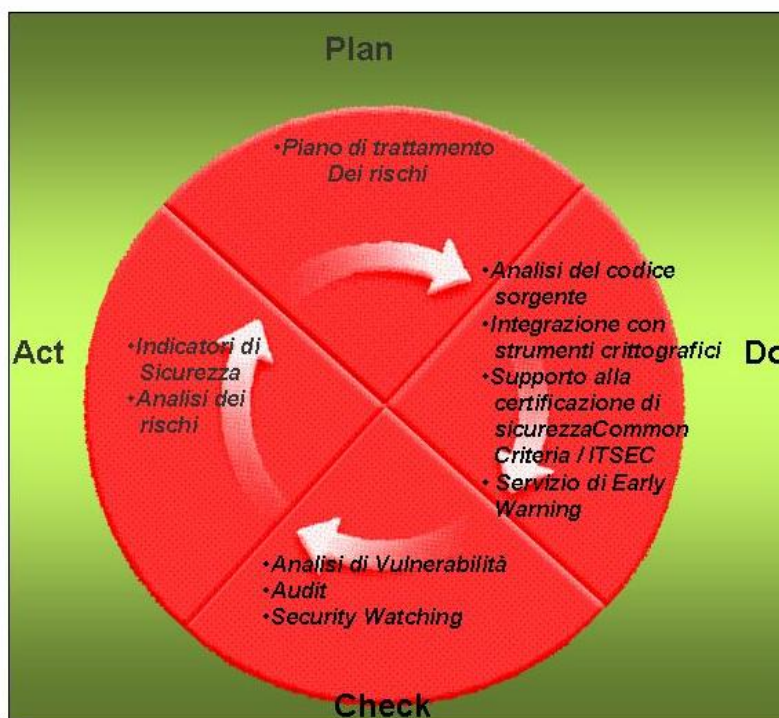 Plan
•Piano di trattamento
Dei rischi
•Analisi del codice
sorgente
•Integrazione con
strumenti crittografici
•Supporto alla
certificazione di
sicurezzaCommon
Criteria / ITSEC
• Servizio di Early
Warning
Act
•Indicatori di
Sicurezza
•Analisi dei
rischi
Do
•Analisi di Vulnerabilità
•Audit
•Security Watching
Check